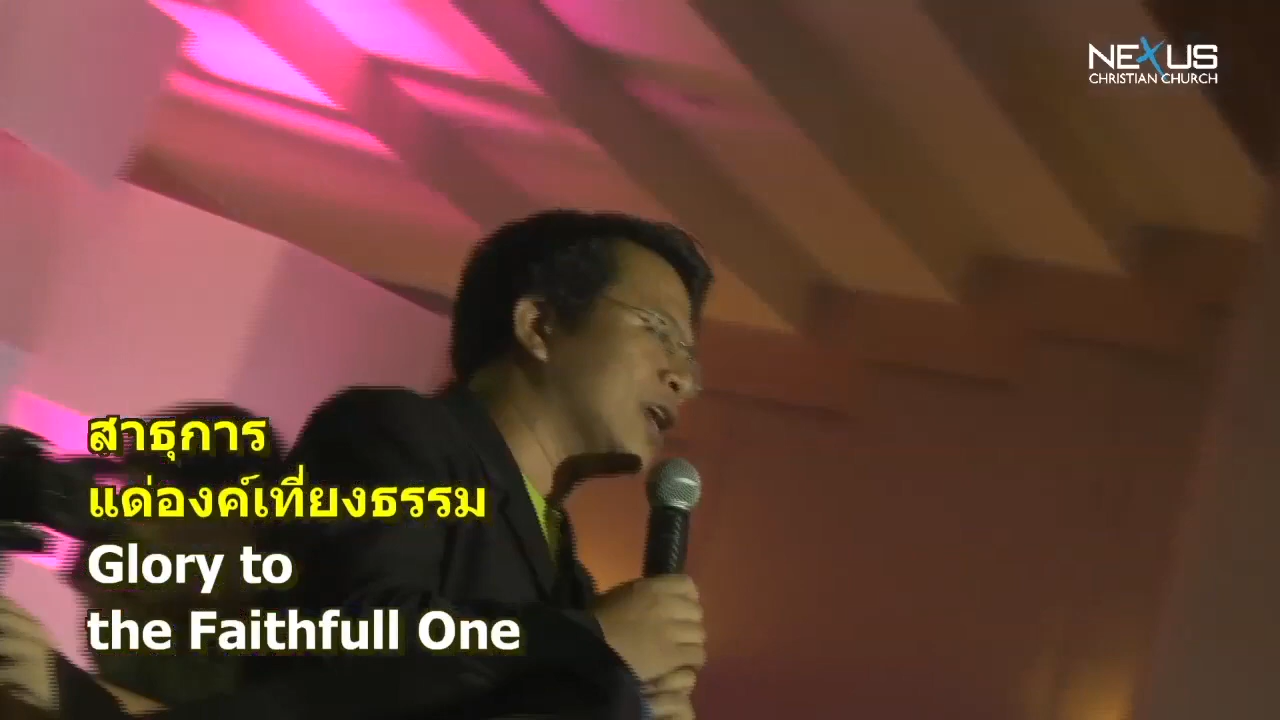 NEXUS
CHRISTIAN CHURCH
สาธุการ
แด่องค์เที่ยงธรรม
Glory to
the Faithfull One